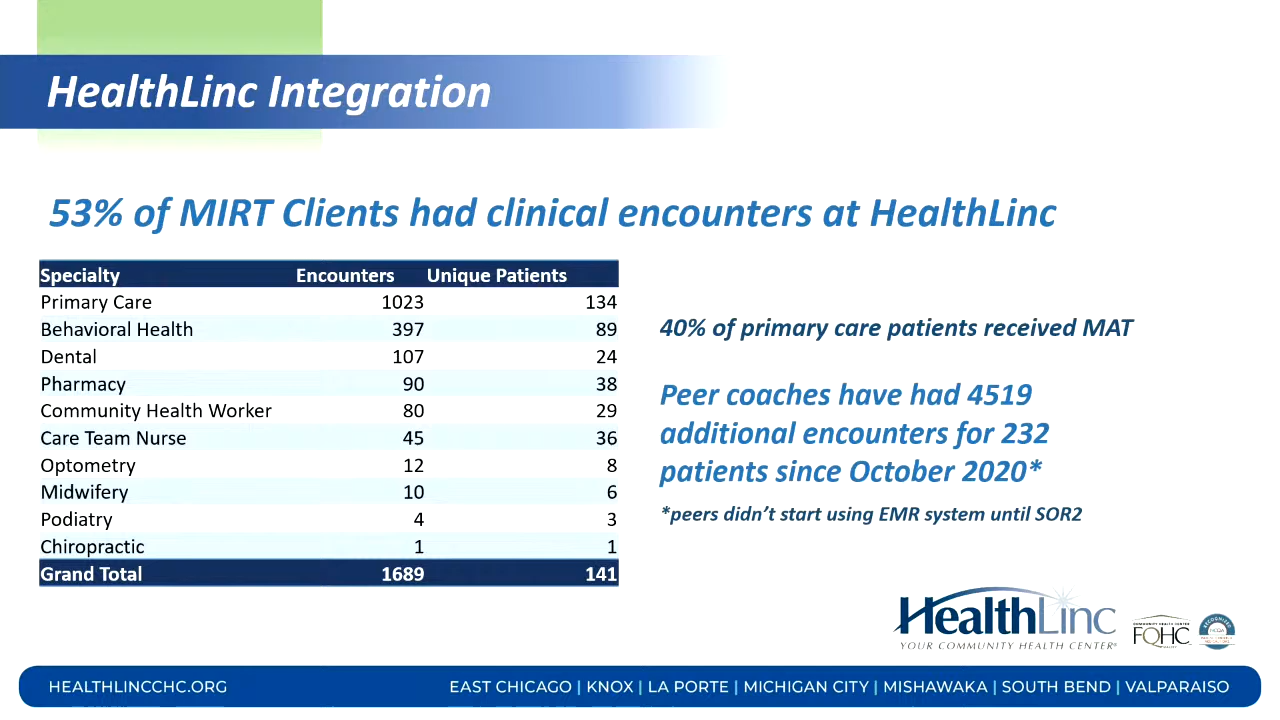 HealthLinc Integration
53% of MIRT Clients had clinical encounters at HealthLinc
Specialty Encounters Unique Patients
Primary Care 1023 134
Behavioral Health 397 89
Dental 107 24
Pharmacy 90 38
Community Health Worker 80 29
Care Team Nurse 45 36
Optometry 12 8
Midwifery 10 6
Podiatry 4 3
Chiropractic 1 1
Grand Total 1689 141
40% of primary care patients received MAT
Peer coaches have had 4519
additional encounters for 232
patients since October 2020*
*peers didn't start using EMR system until SOR2
HealthLinc
YOUR COMMUNITY HEALTH CENTER®
COMMUNITY HEALTH CENTER
FQHC
RECOGNIZED
NCQA
HEALTHLINCCHC.ORG
EAST CHICAGO | KNOX | LA PORTE | MICHIGAN CITY | MISHAWAKA | SOUTH BEND | VALPARAISO